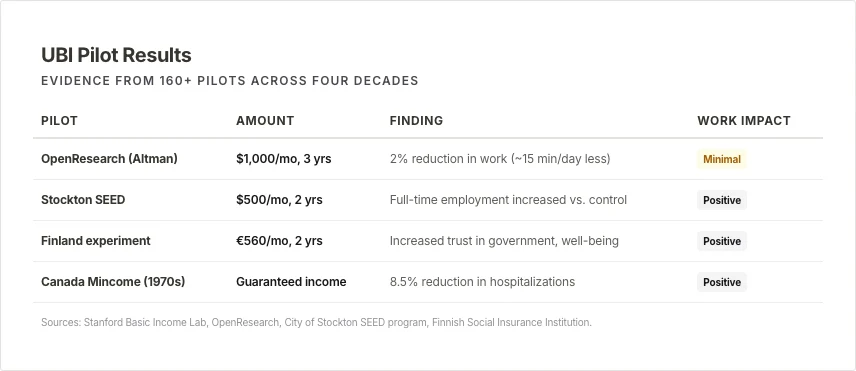 UBI Pilot Results
EVIDENCE FROM 160+ PILOTS ACROSS FOUR DECADES
PILOT AMOUNT FINDING WORK IMPACT
OpenResearch (Altman) $1,000/mo, 3 yrs 2% reduction in work (~15 min/day less) Minimal
Stockton SEED $500/mo, 2 yrs Full-time employment increased vs. control Positive
Finland experiment €560/mo, 2 yrs Increased trust in government, well-being Positive
Canada Mincome (1970s) Guaranteed income 8.5% reduction in hospitalizations Positive
Sources: Stanford Basic Income Lab, OpenResearch, City of Stockton SEED program, Finnish Social Insurance Institution.